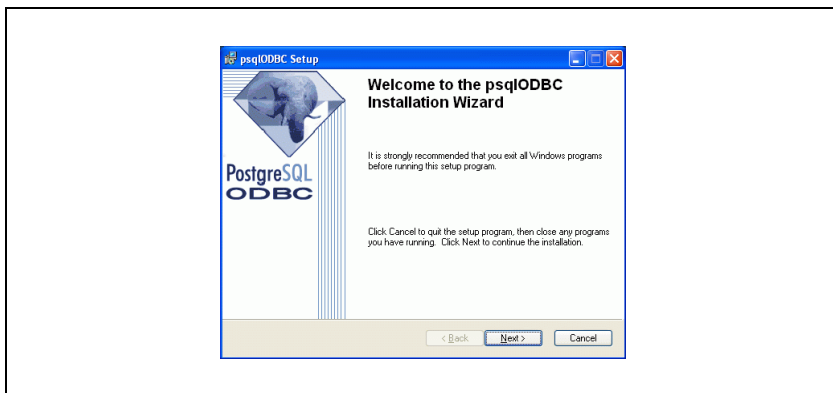 psqlODBC Setup
Welcome to the psqlODBC
Installation Wizard
It is strongly recommended that you exit all Windows programs
before running this setup program.
PostgreSQL
ODBC
Click Cancel to quit the setup program, then close any programs
you have running. Click Next to continue the installation.
< Back
Next >
Cancel